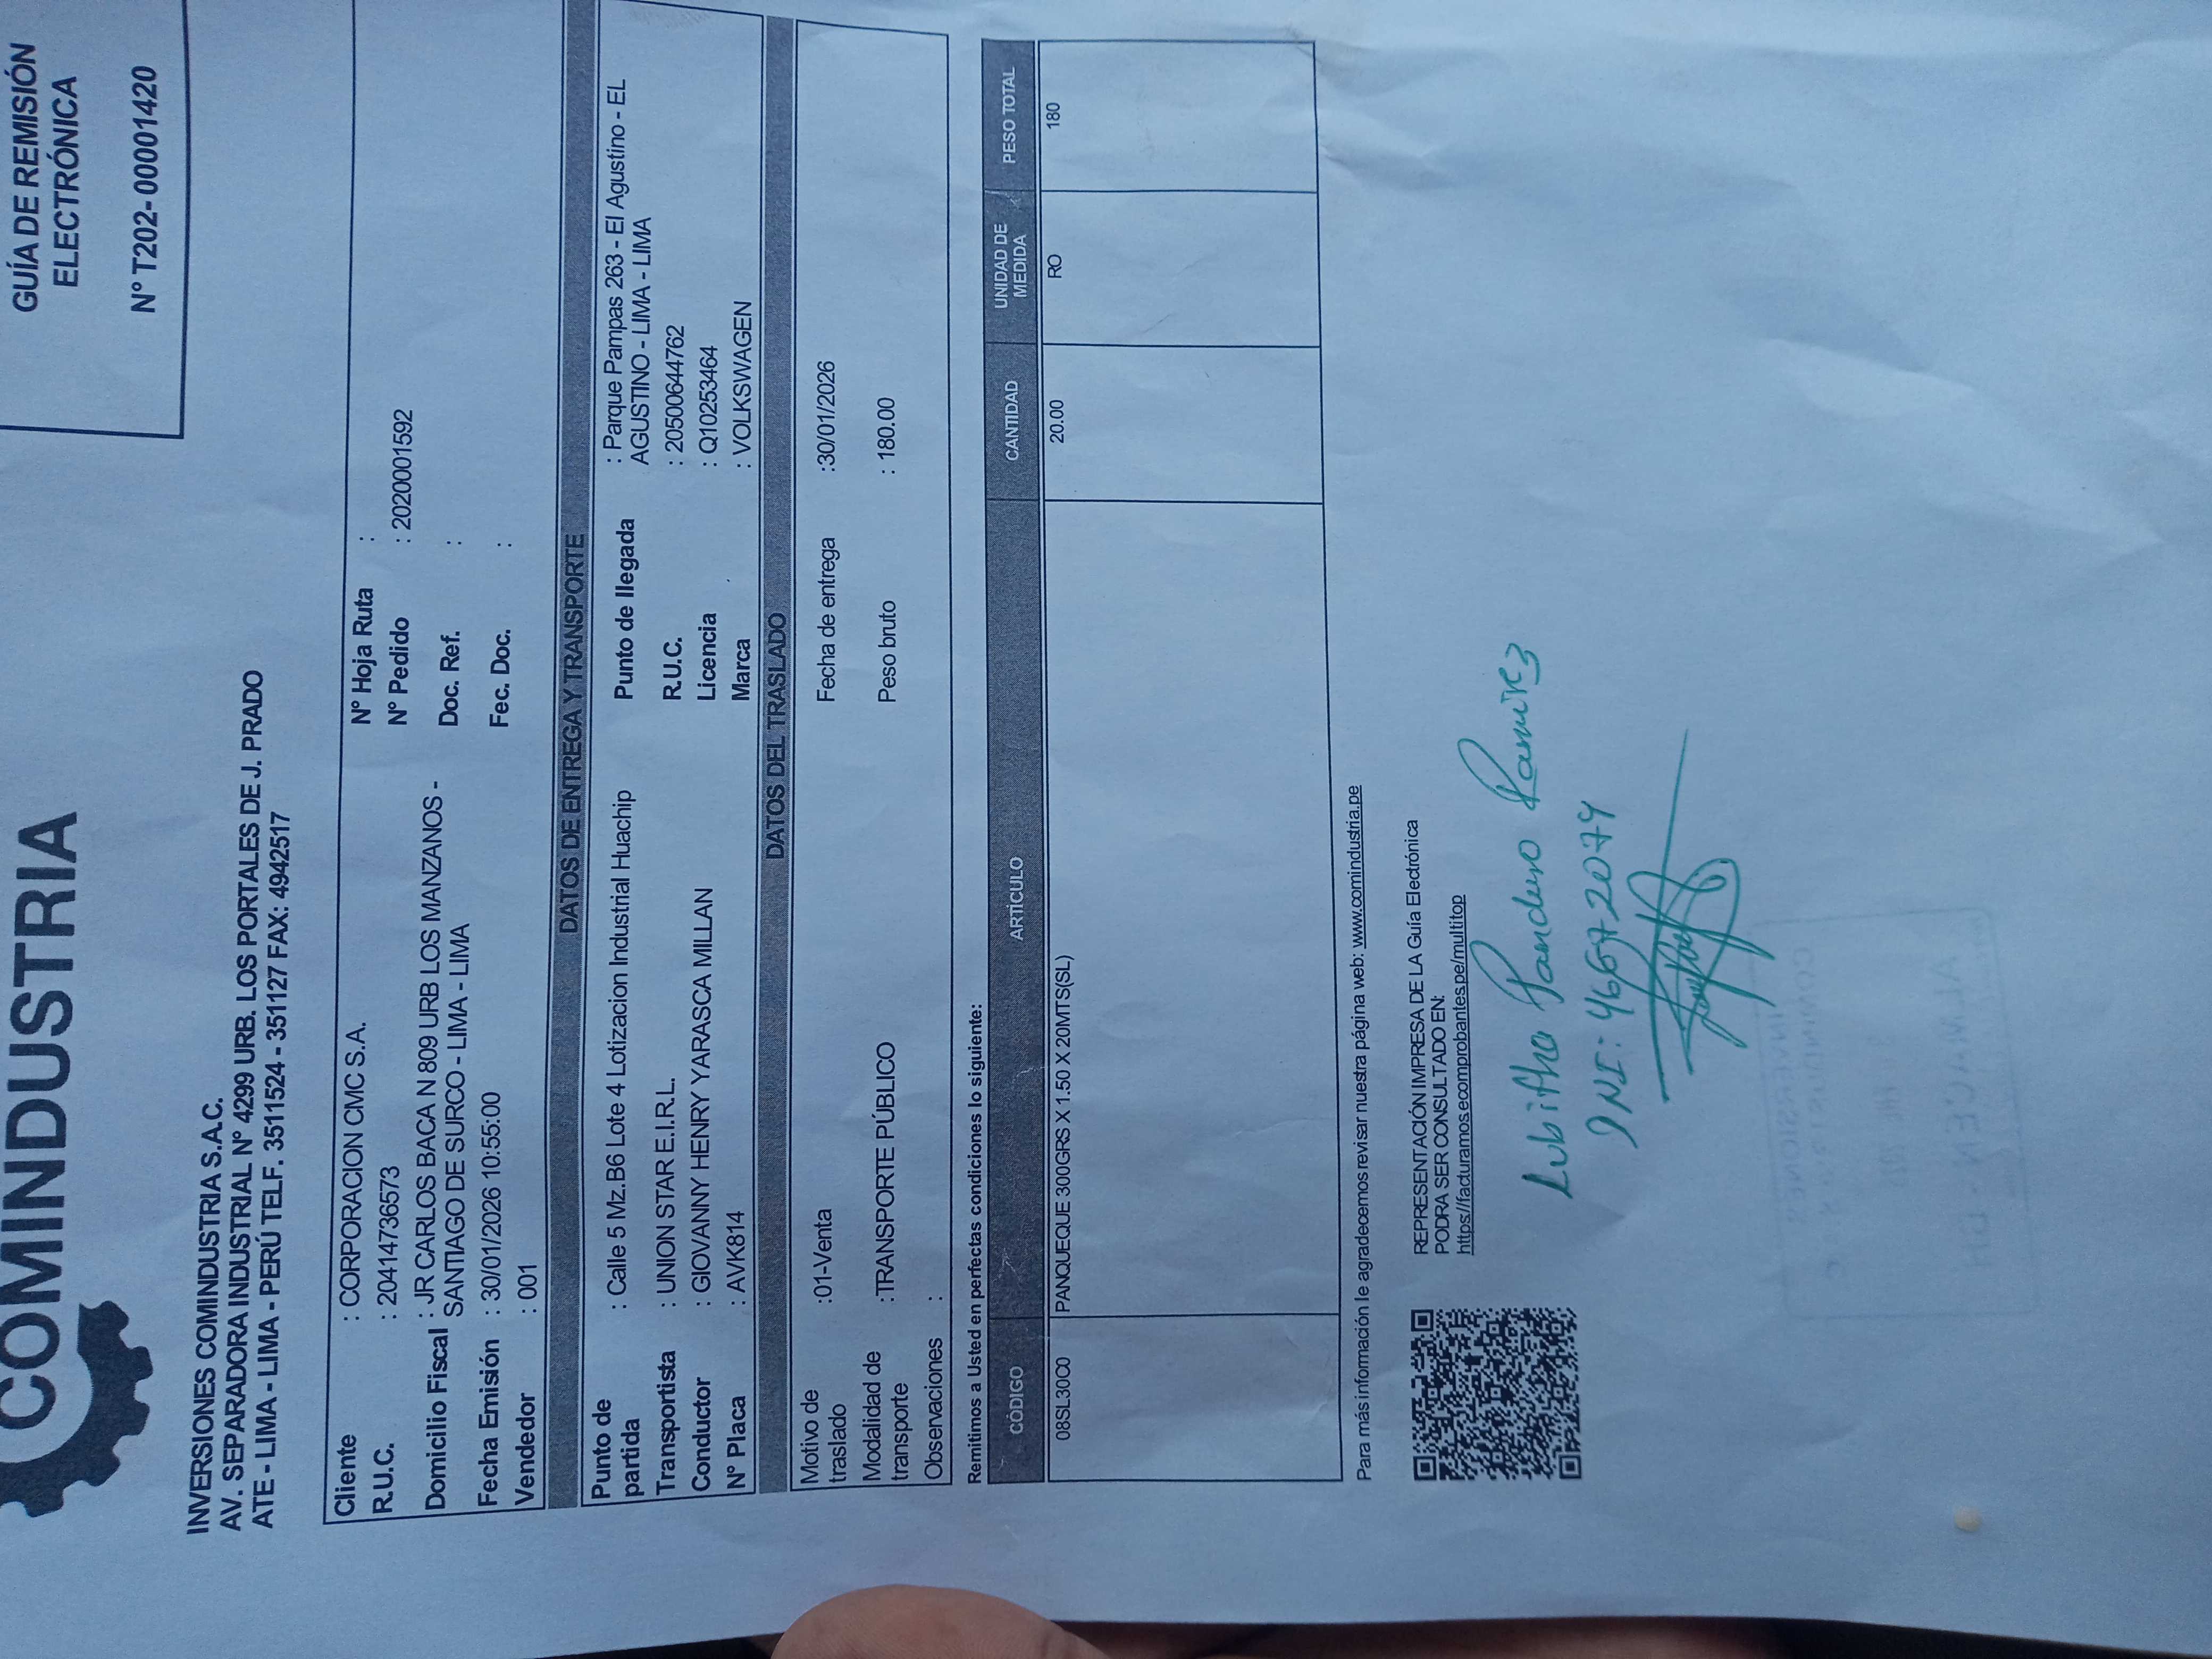 COMINDUSTRIA
GUÍA DE REMISIÓN
ELECTRÓNICA
N° T202-00001420
INVERSIONES COMINDUSTRIA S.A.C.
AV. SEPARADORA INDUSTRIAL N° 4299 URB. LOS PORTALES DE J. PRADO
ATE - LIMA - LIMA - PERÚ TELF. 3511524 - 351127 FAX: 4942517
Cliente : CORPORACION CMC S.A. N° Hoja Ruta :
R.U.C. : 20414736573 N° Pedido : 2020001592
Domicilio Fiscal : JR CARLOS BACA N 809 URB LOS MANZANOS - Doc. Ref. :
SANTIAGO DE SURCO - LIMA - LIMA
Fecha Emisión : 30/01/2026 10:55:00 Fec. Doc. :
Vendedor : 001
DATOS DE ENTREGA Y TRANSPORTE
Punto de partida : Calle 5 Mz.B6 Lote 4 Lotizacion Industrial Huachip Punto de llegada : Parque Pampas 263 - El Agustino - EL
AGUSTINO - LIMA - LIMA
Transportista : UNION STAR E.I.R.L. R.U.C. : 20500644762
Conductor : GIOVANNY HENRY YARASCA MILLAN Licencia : Q10253464
N° Placa : AVK814 Marca : VOLKSWAGEN
DATOS DEL TRASLADO
Motivo de traslado :01-Venta Fecha de entrega :30/01/2026
Modalidad de transporte :TRANSPORTE PÚBLICO Peso bruto : 180.00
Observaciones :
Remitimos a Usted en perfectas condiciones lo siguiente:
CÓDIGO ARTÍCULO CANTIDAD UNIDAD DE MEDIDA PESO TOTAL
08SL30C0 PANQUEQUE 300GRS X 1.50 X 20MTS(SL) 20.00 RO 180
Para más información le agradecemos revisar nuestra página web: www.comindustria.pe
REPRESENTACIÓN IMPRESA DE LA Guía Electrónica
PODRA SER CONSULTADO EN:
https://facturamos.ecomprobantes.pe/multitop
Lubitha Panduro Ramirez
DNI: